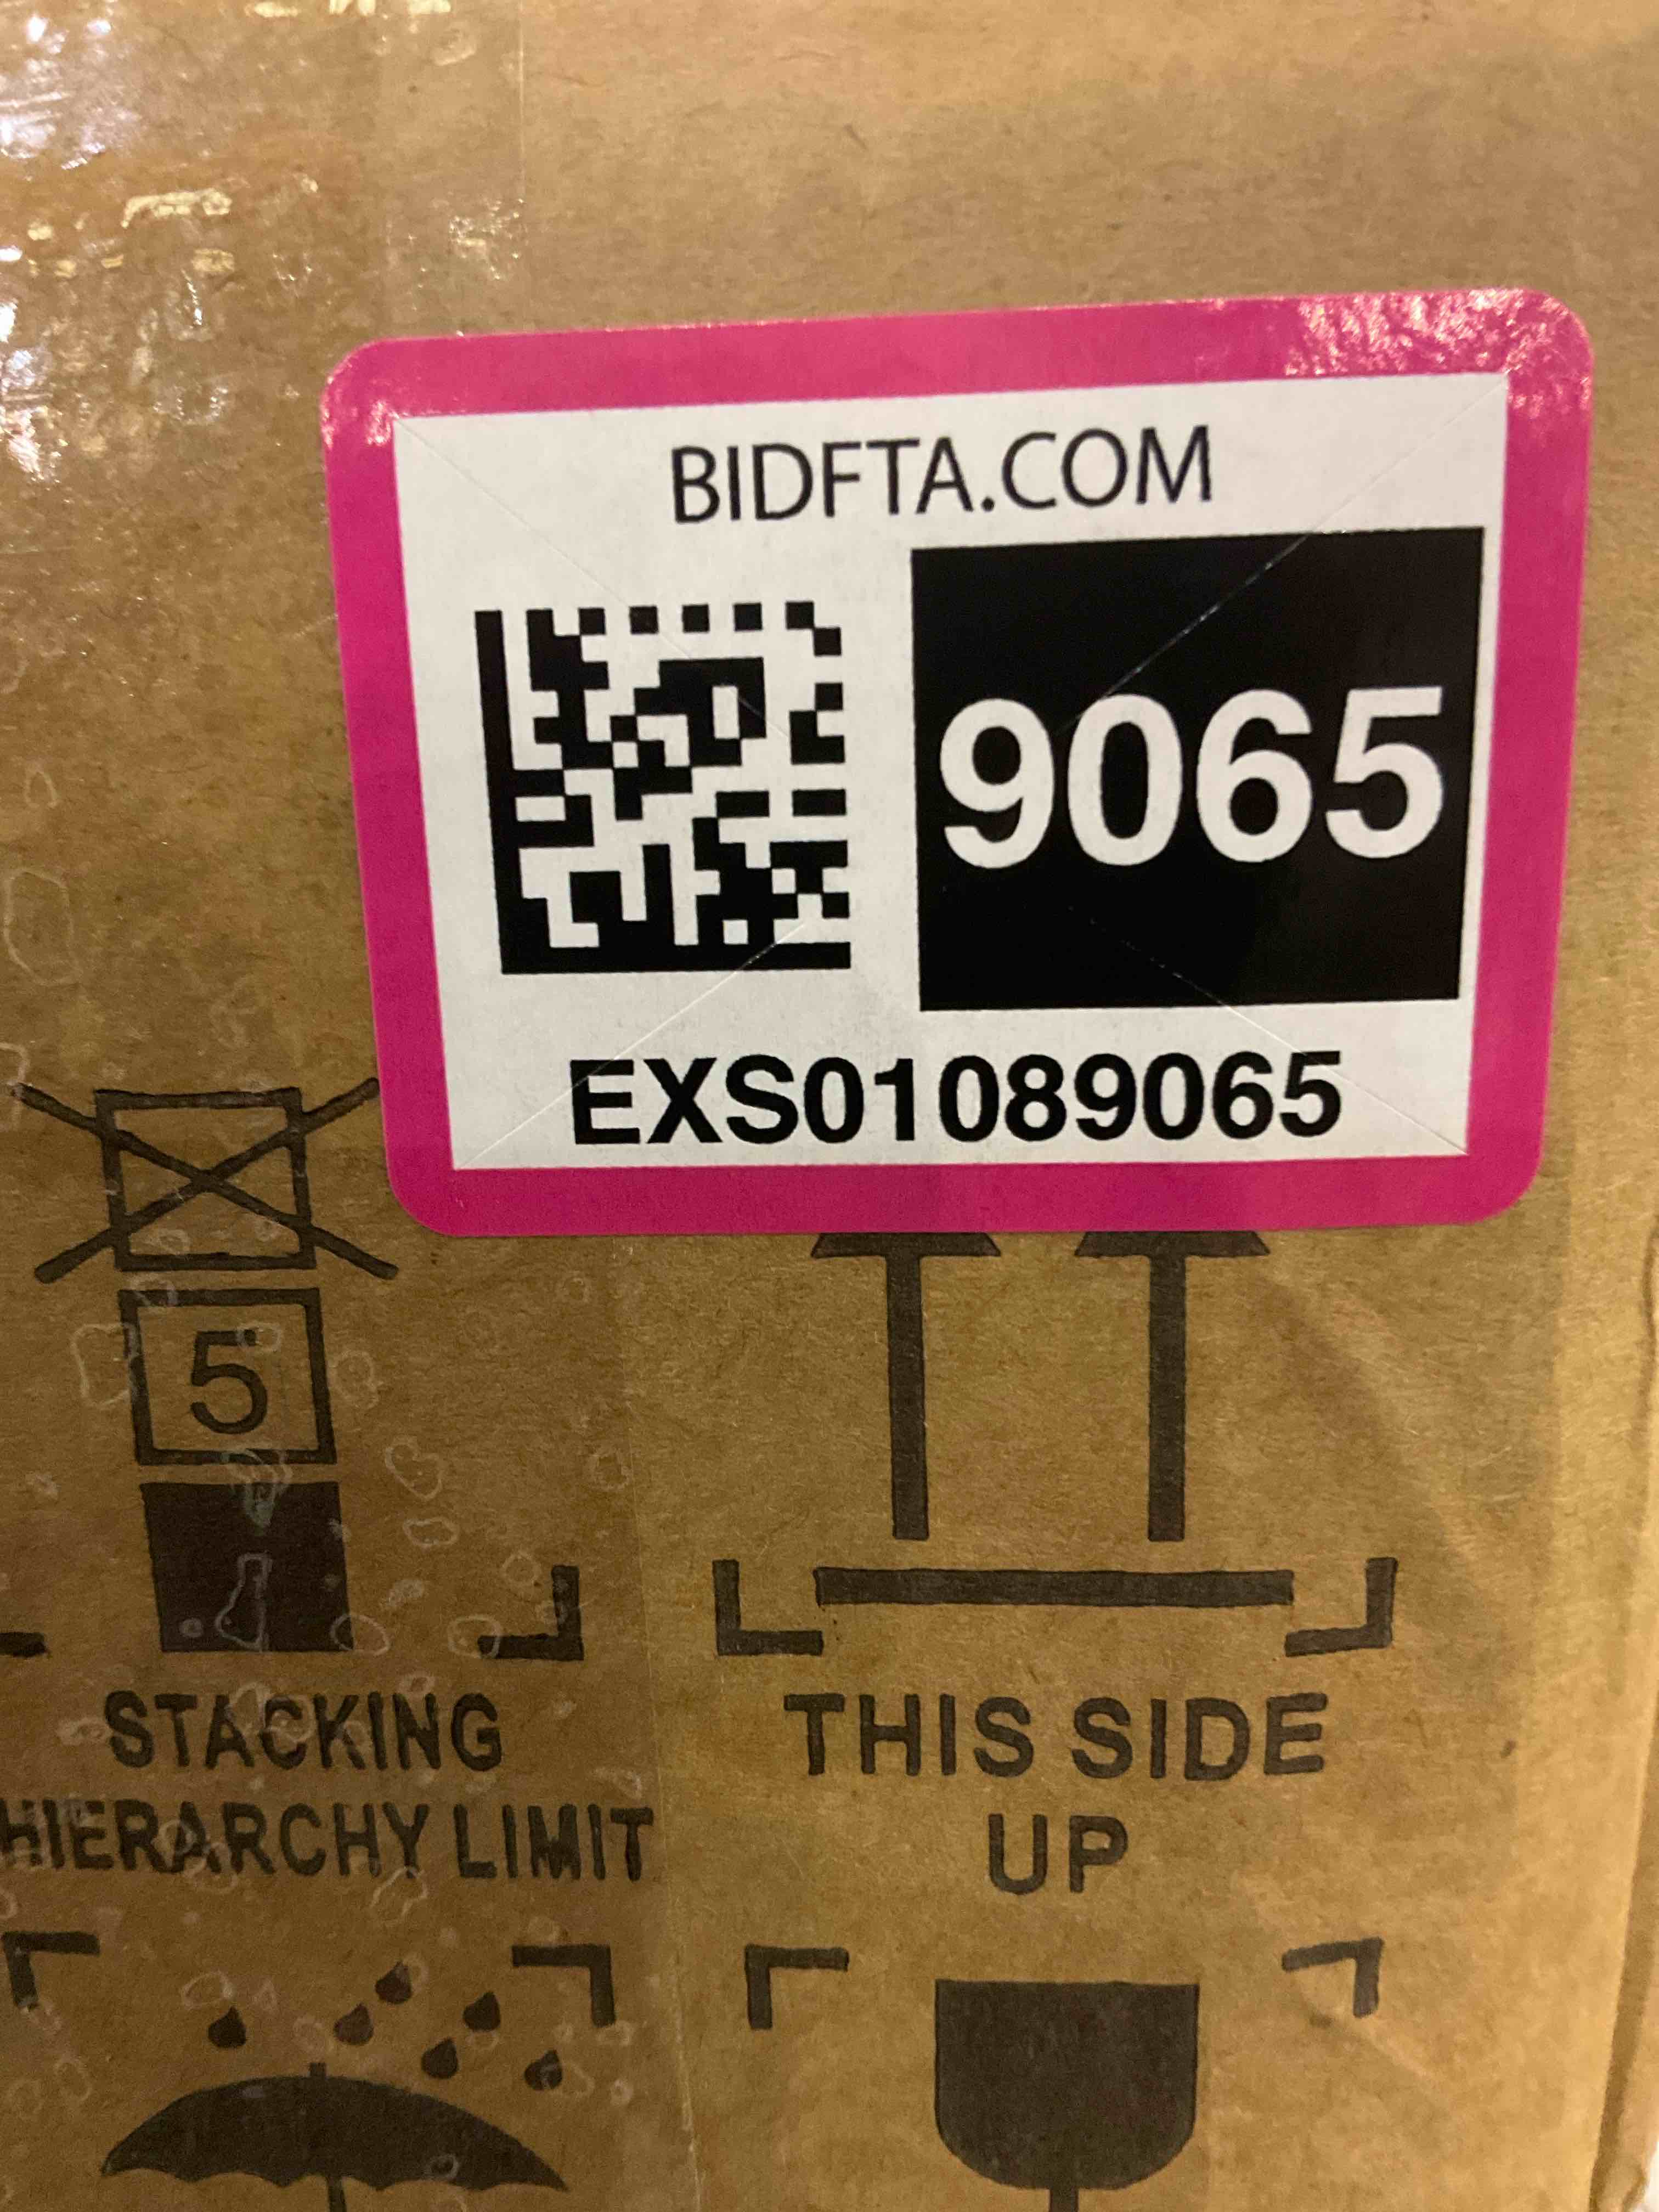 BIDFTA.COM
9065
EXS01089065
5
STACKING
HIERARCHY LIMIT
THIS SIDE
UP